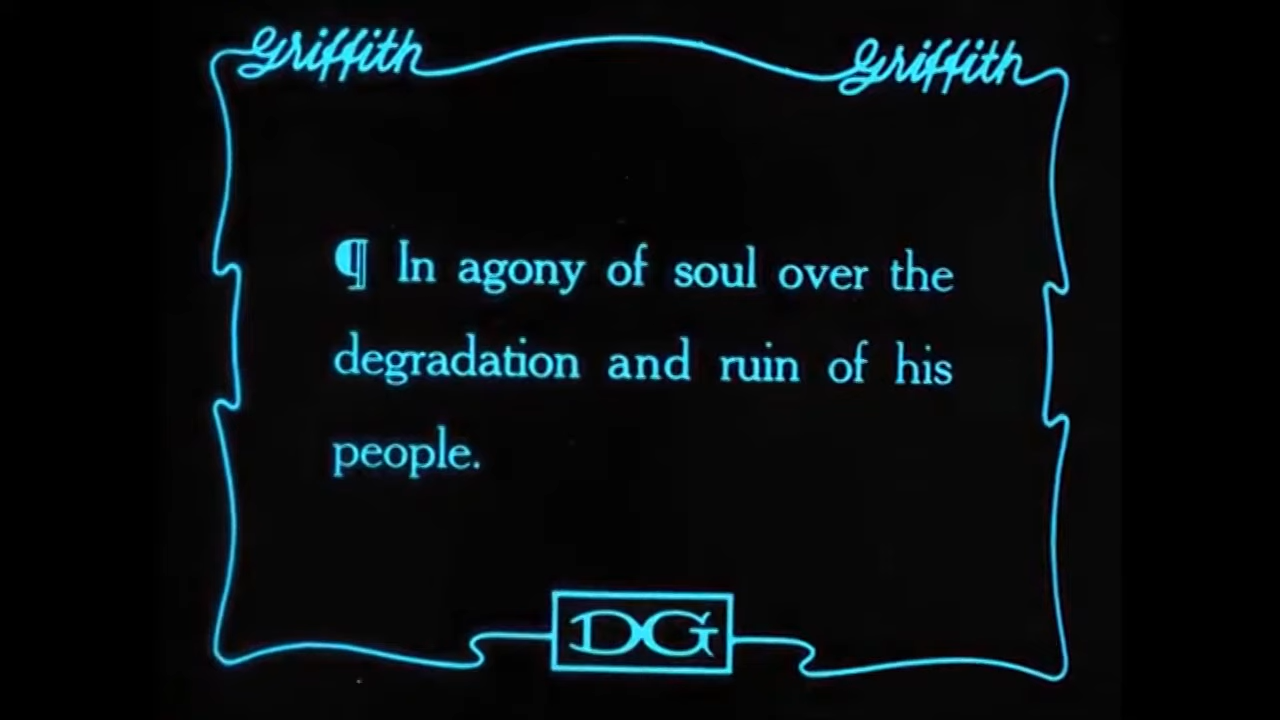 Griffith Griffith
¶ In agony of soul over the
degradation and ruin of his
people.
DG